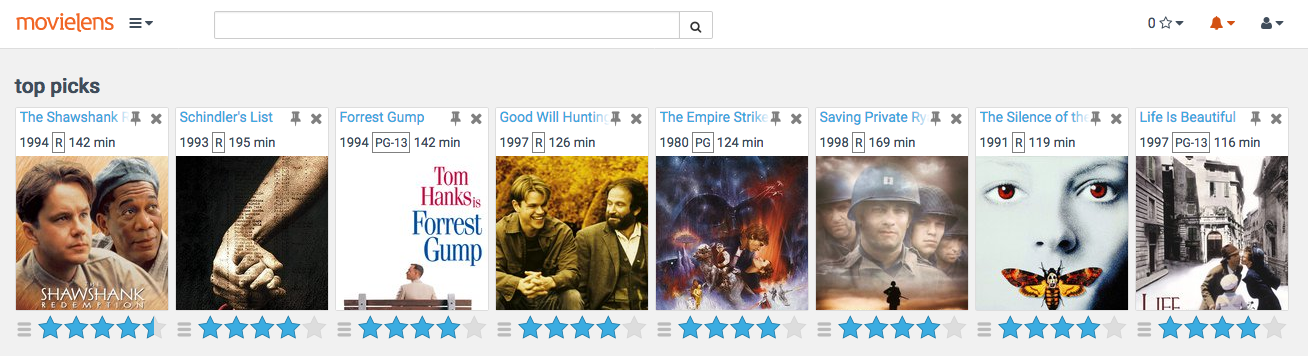 movielens
0
top picks
The Shawshank
Schindler's List
Forrest Gump
Good Will Hunting
The Empire Strike
Saving Private Ry
The Silence of the
Life Is Beautiful
1994 R 142 min
1993 R 195 min
1994 PG-13 142 min
1997 R 126 min
1980 PG 124 min
1998 R 169 min
1991 R 119 min
1997 PG-13 116 min
THE
SHAWSHANK
REDEMPTION
Tom
Hanks is
Forrest
Gump
LIFE